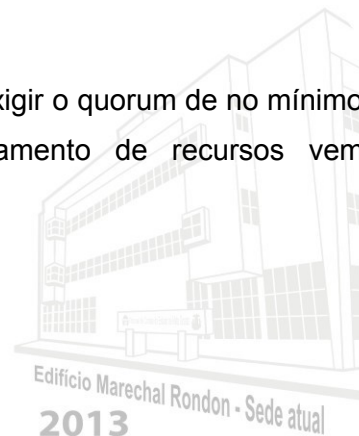 xigir o quorum de no mínimo
amento de recursos vem
Edifício Marechal Rondon - Sede atual
2013